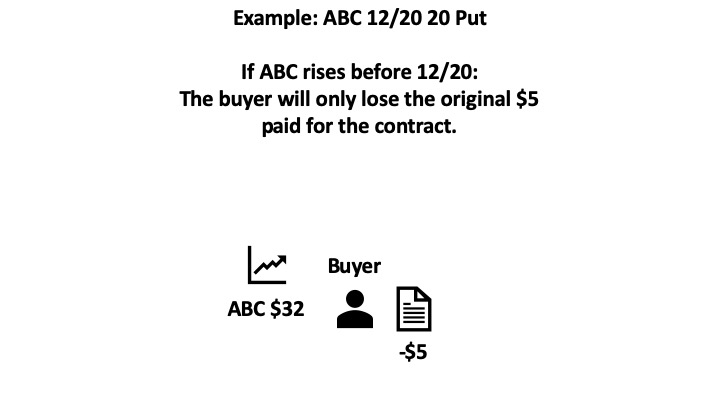 Example: ABC 12/20 20 Put
If ABC rises before 12/20:
The buyer will only lose the original $5
paid for the contract.
Buyer
ABC $32
-$5